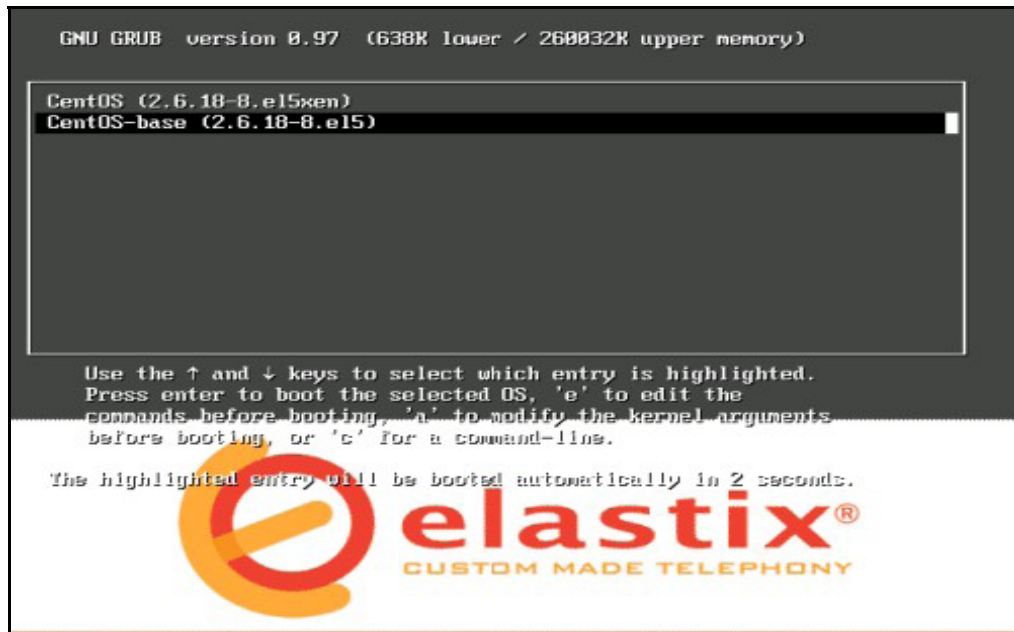 GNU GRUB version 0.97 (638K lower / 260032K upper memory)
CentOS (2.6.18-8.el5xen)
CentOS-base (2.6.18-8.el5)
Use the ↑ and ↓ keys to select which entry is highlighted.
Press enter to boot the selected OS, 'e' to edit the
commands before booting, 'a' to modify the kernel arguments
before booting, or 'c' for a command-line.
The highlighted entry will be booted automatically in 2 seconds.
elastix®
CUSTOM MADE TELEPHONY